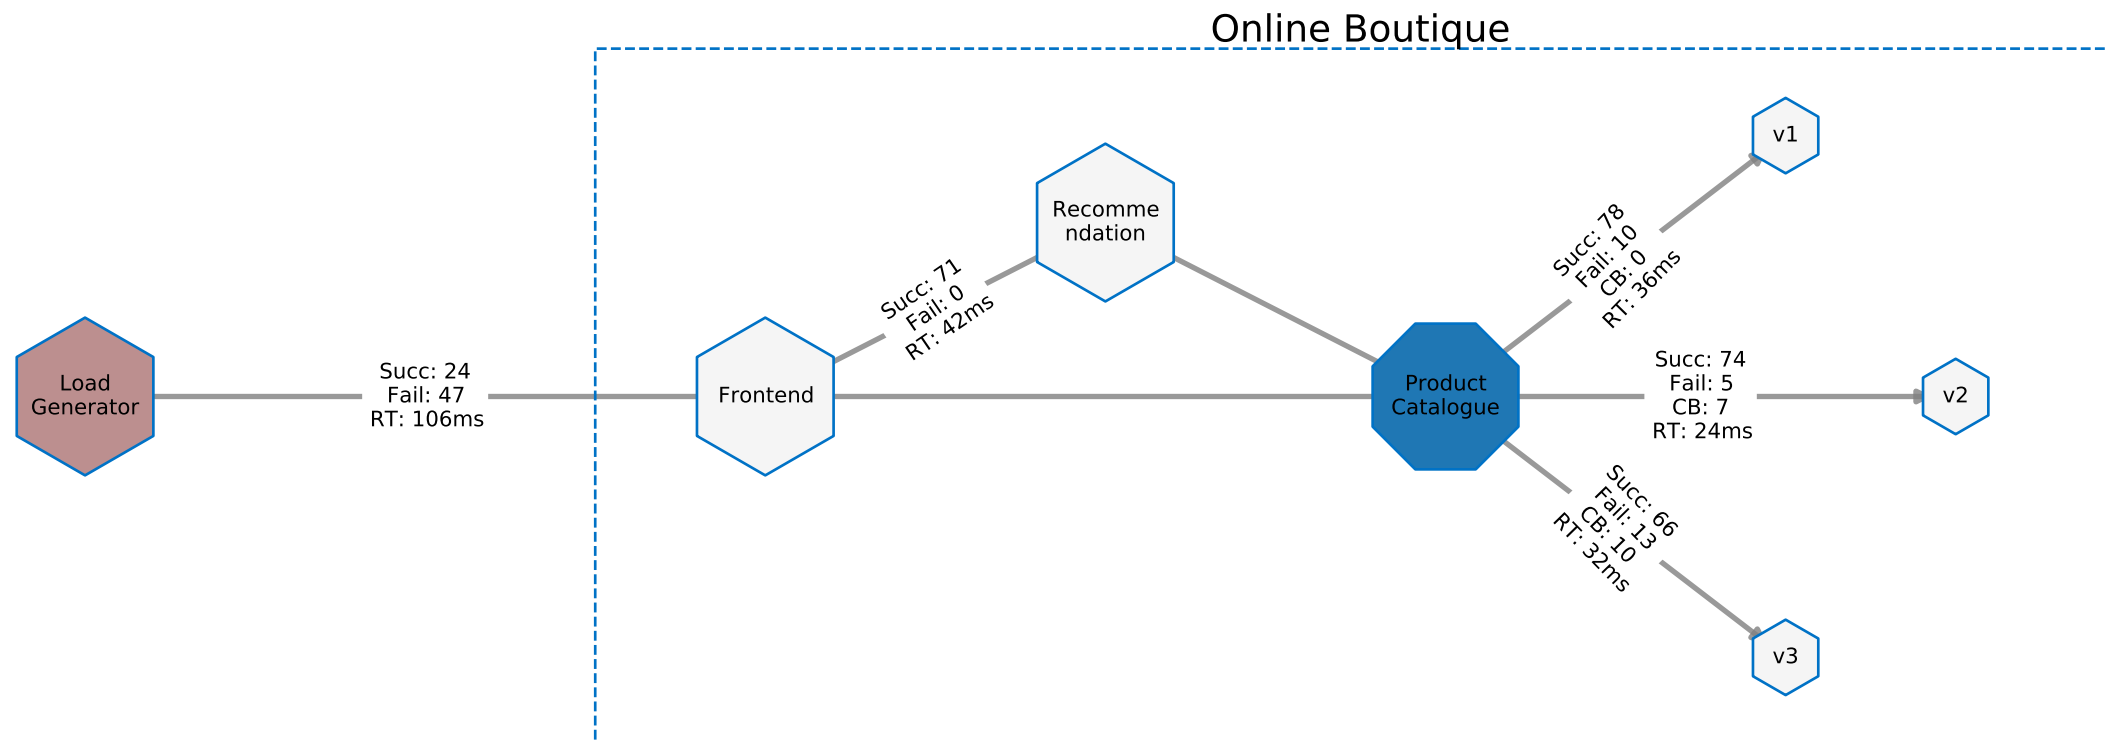 Online Boutique
v1
Recomme
ndation
Succ: 78
Fail: 10
CB: 0
RT: 36ms
Succ: 71
Fail: 0
RT: 42ms
Load
Generator
Succ: 24
Fail: 47
RT: 106ms
Frontend
Product
Catalogue
Succ: 74
Fail: 5
CB: 7
RT: 24ms
v2
Succ: 66
Fail: 13
CB: 10
RT: 32ms
v3